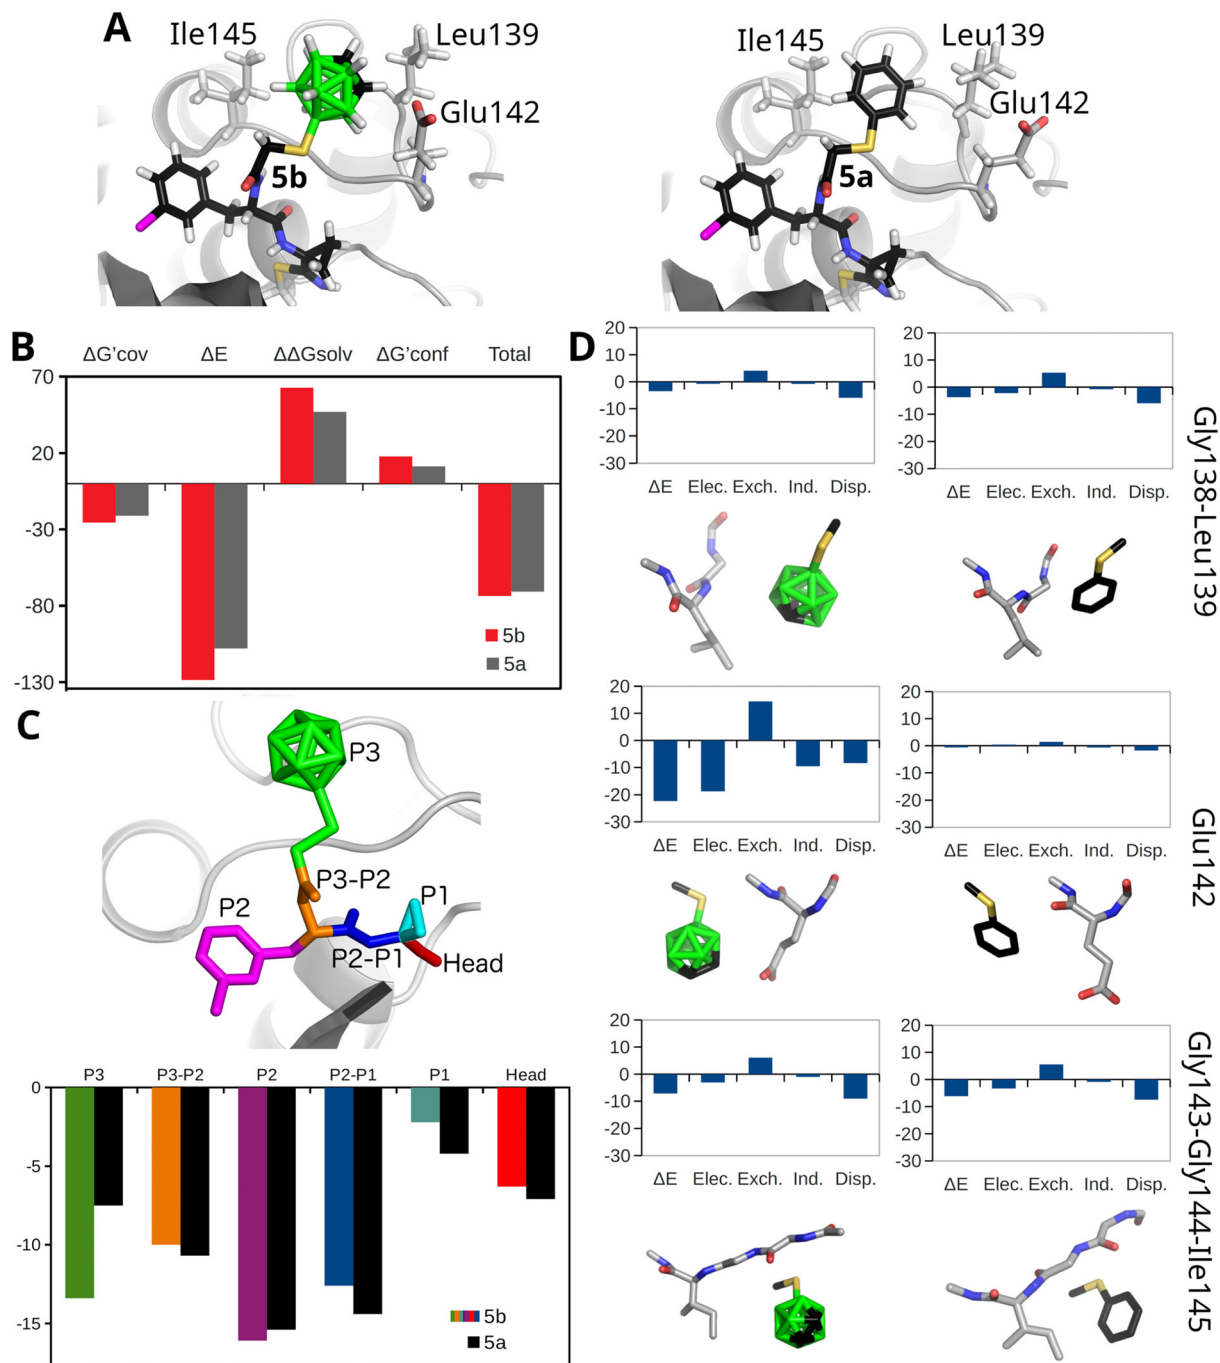 A
Ile145
Leu139
Glu142
5b
Ile145
Leu139
Glu142
5a
B
ΔG'cov ΔE ΔΔGsolv ΔG'conf Total
70
20
-30
-80
-130
5b
5a
C
P3
P3-P2
P1
P2
P2-P1
Head
P3 P3-P2 P2 P2-P1 P1 Head
0
-5
-10
-15
5b
5a
D
20
10
0
-10
-20
-30
ΔE Elec. Exch. Ind. Disp.
20
10
0
-10
-20
-30
ΔE Elec. Exch. Ind. Disp.
Gly138-Leu139
20
10
0
-10
-20
-30
ΔE Elec. Exch. Ind. Disp.
20
10
0
-10
-20
-30
ΔE Elec. Exch. Ind. Disp.
Glu142
20
10
0
-10
-20
-30
ΔE Elec. Exch. Ind. Disp.
20
10
0
-10
-20
-30
ΔE Elec. Exch. Ind. Disp.
Gly143-Gly144-Ile145